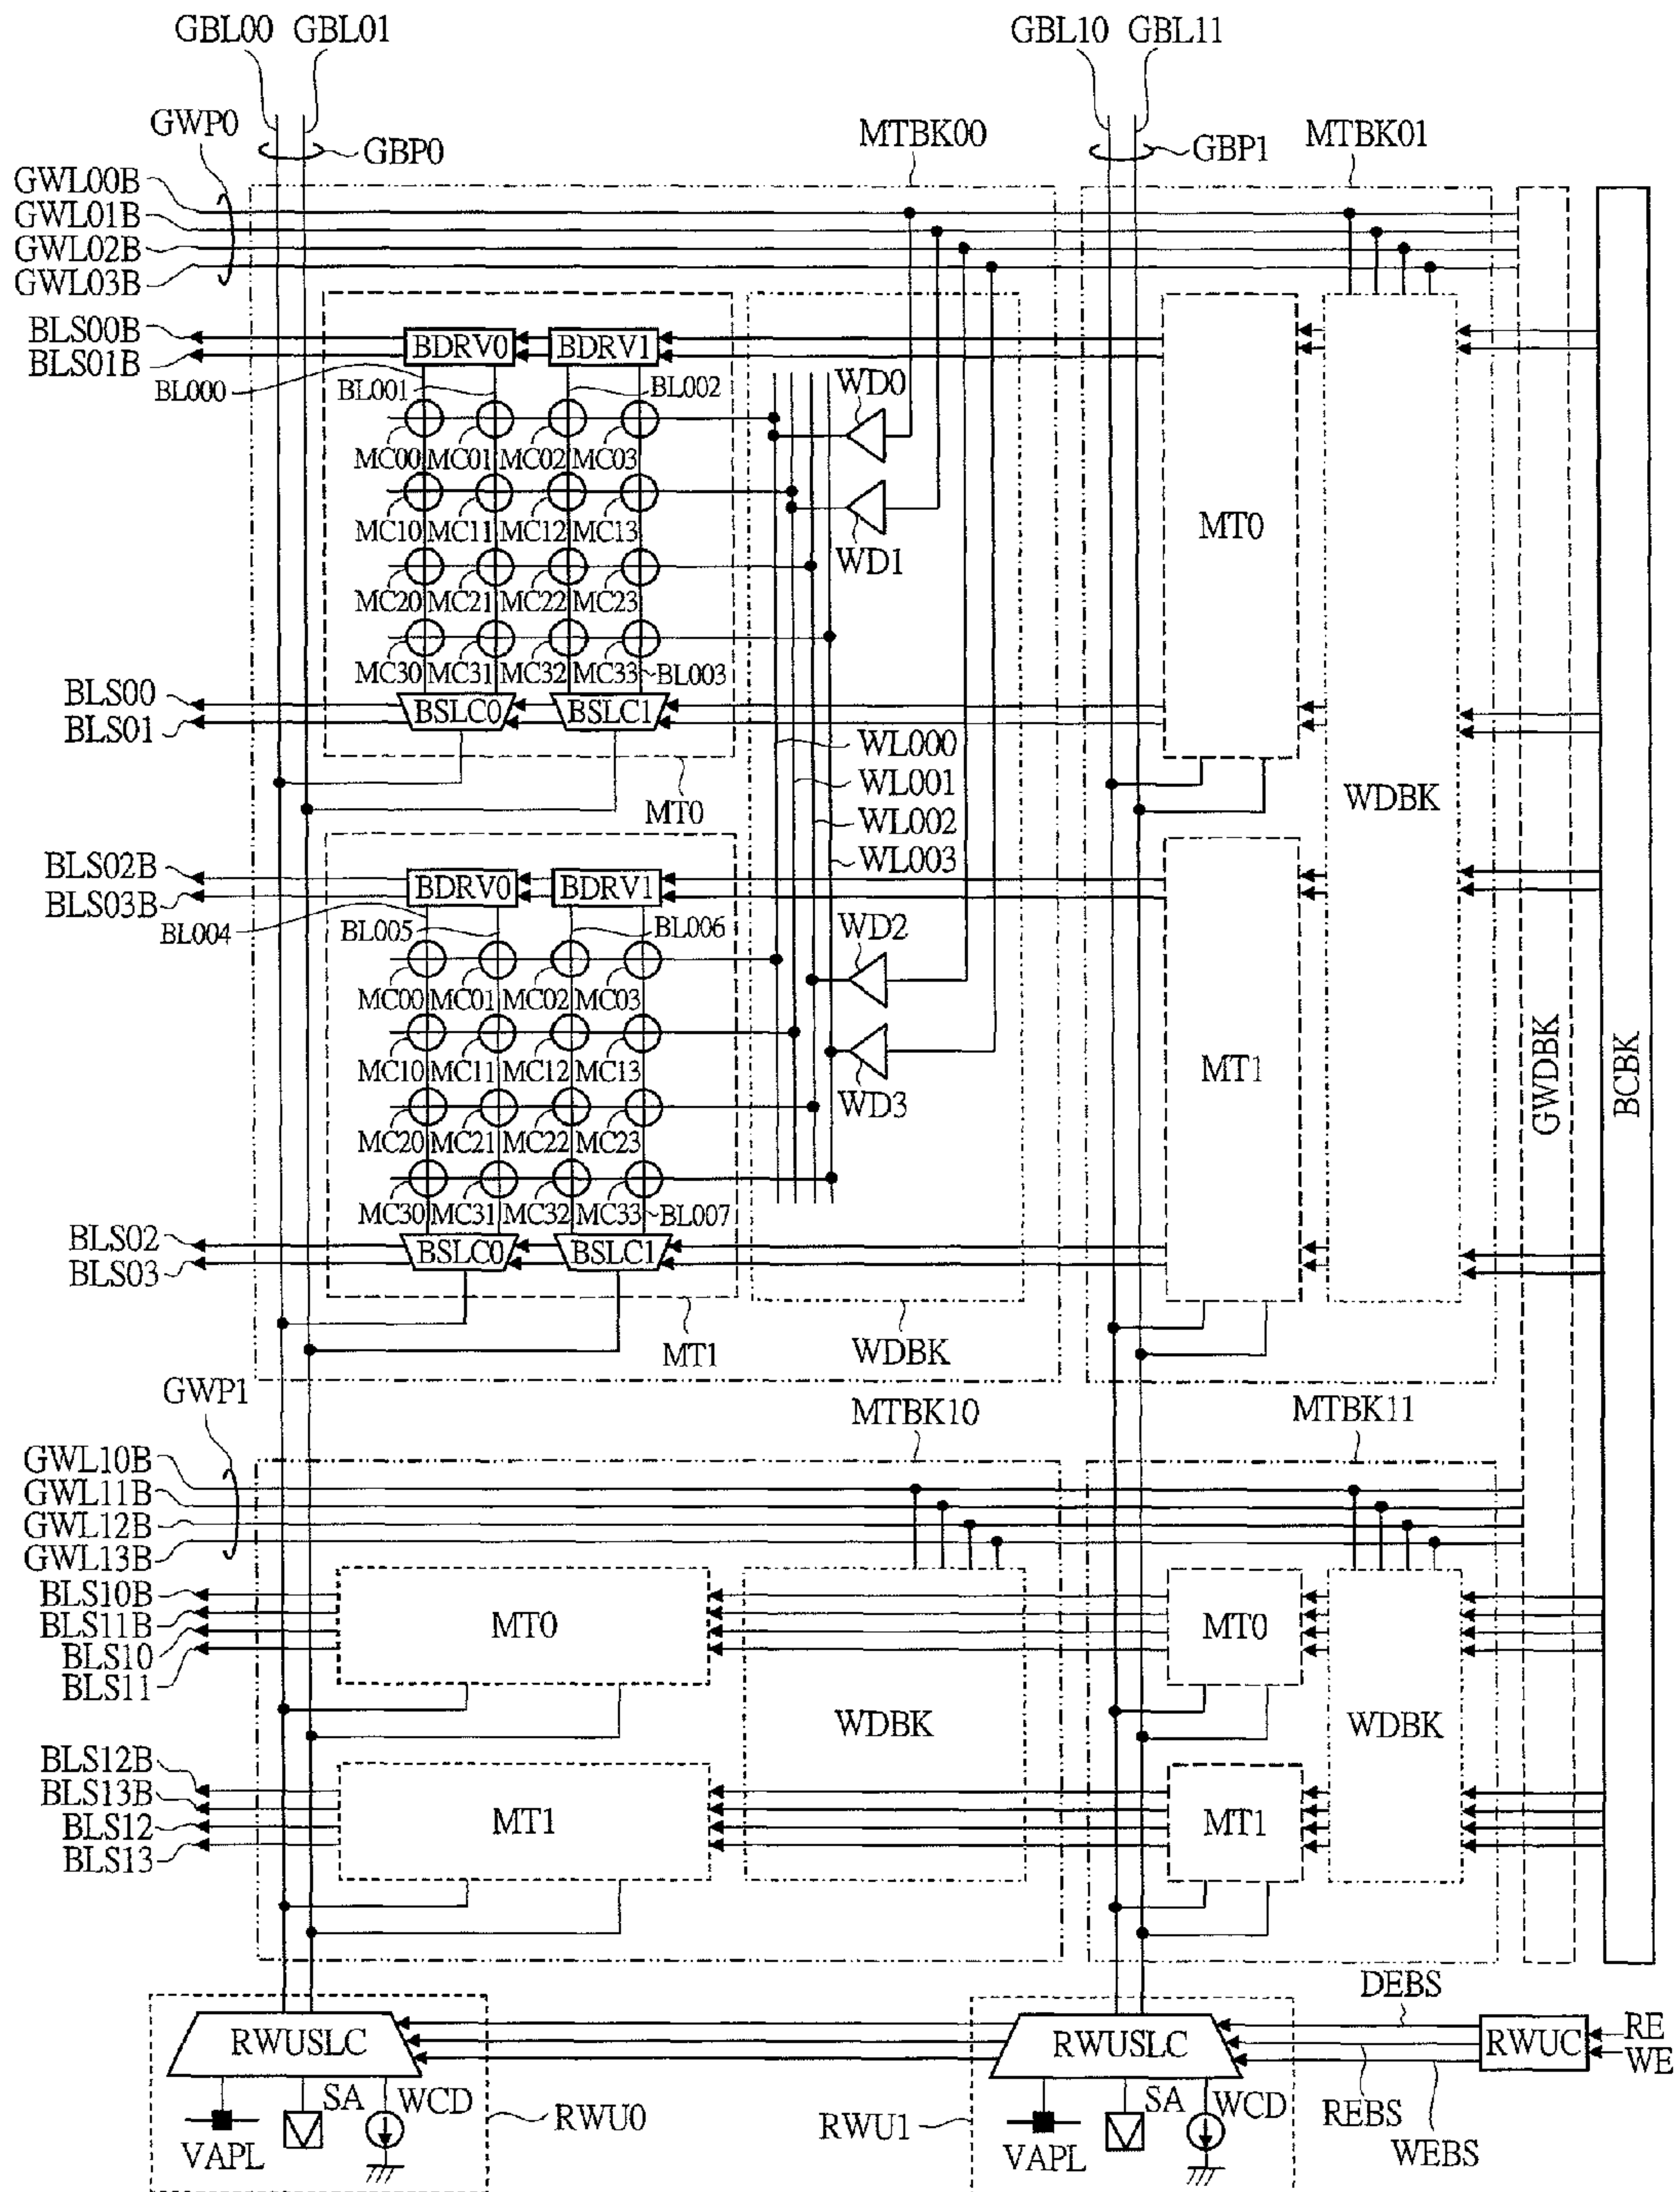 GBL00 GBL01 GBL10 GBL11
GWP0 GBP0 MTBK00 GBP1 MTBK01
GWL00B
GWL01B
GWL02B
GWL03B
BLS00B BDRV0 BDRV1
BLS01B
BL000 BL001 BL002 WD0
MC00 MC01 MC02 MC03
MC10 MC11 MC12 MC13 MT0
WD1
MC20 MC21 MC22 MC23
MC30 MC31 MC32 MC33 BL003
BLS00 BSLC0 BSLC1
BLS01
WL000
WL001
MT0 WDBK
WL002
WL003
BLS02B BDRV0 BDRV1
BLS03B
BL004 BL005 BL006 WD2
MC00 MC01 MC02 MC03
MC10 MC11 MC12 MC13 MT1
WD3
GWDBK BCBK
MC20 MC21 MC22 MC23
MC30 MC31 MC32 MC33 BL007
BLS02 BSLC0 BSLC1
BLS03
MT1 WDBK
GWP1 MTBK10 MTBK11
GWL10B
GWL11B
GWL12B
GWL13B
BLS10B
BLS11B MT0 MT0
BLS10
BLS11
WDBK WDBK
BLS12B
BLS13B
BLS12 MT1 MT1
BLS13
DEBS
RWUSLC RWUSLC RWUC RE
WE
SA WCD SA WCD REBS
VAPL RWU0 RWU1 VAPL WEBS